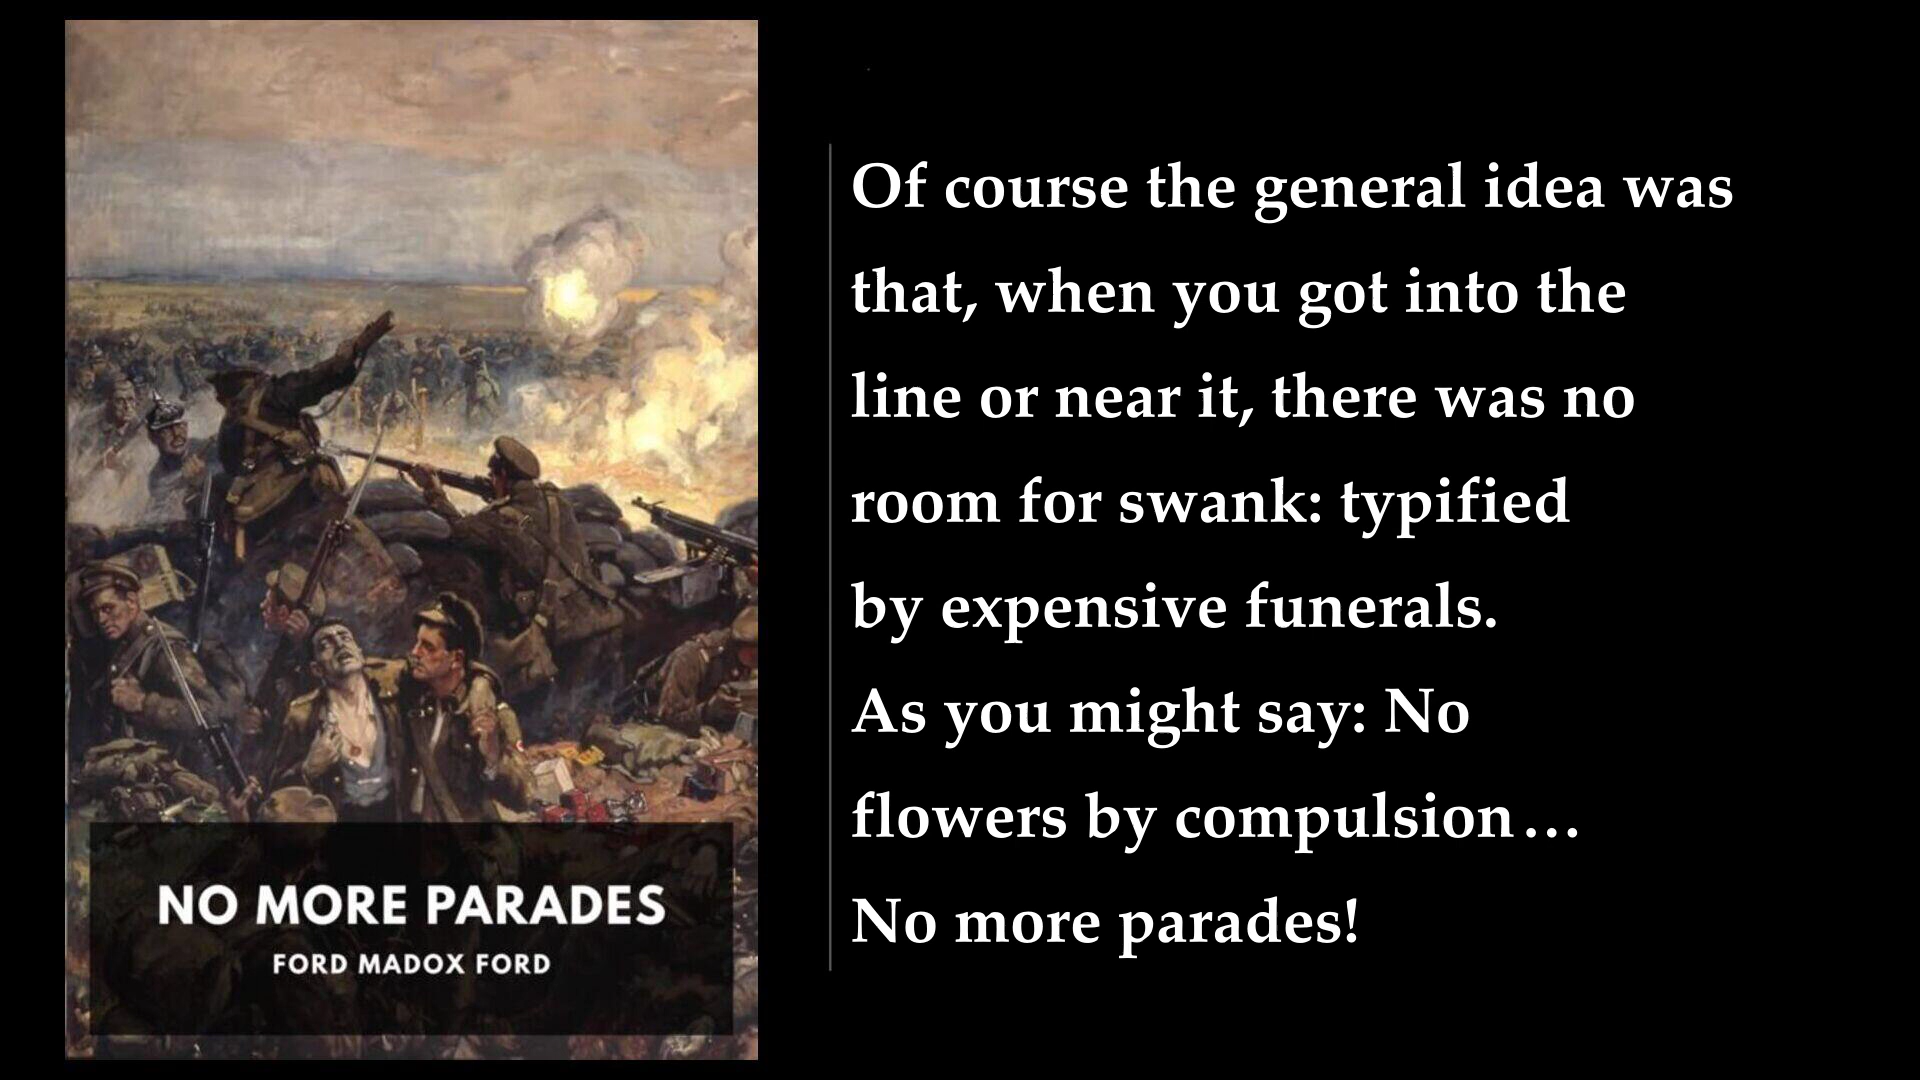 NO MORE PARADES
FORD MADOX FORD
Of course the general idea was
that, when you got into the
line or near it, there was no
room for swank: typified
by expensive funerals.
As you might say: No
flowers by compulsion…
No more parades!